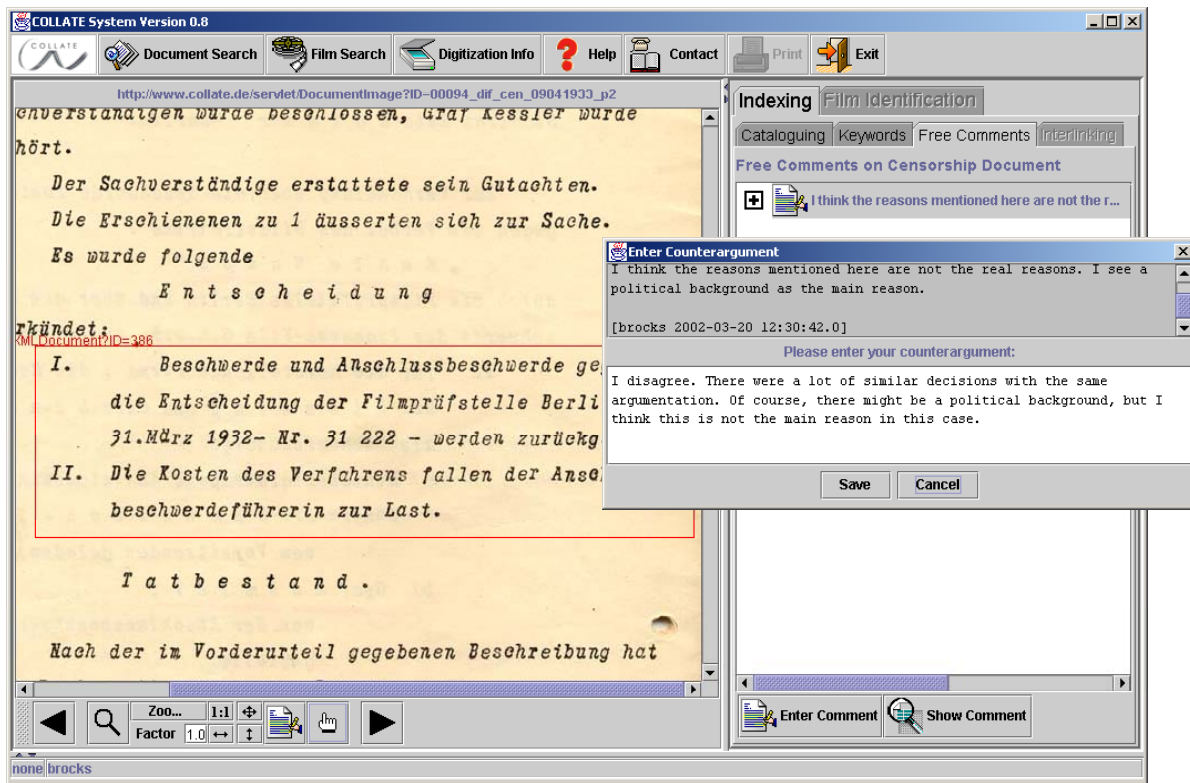 COLLATE System Version 0.8
COLLATE
Document Search
Film Search
Digitization Info
Help
Contact
Print
Exit
http://www.collate.de/servlet/DocumentImage?ID=00094_dif_cen_09041933_p2
chverständigen wurde beschlossen, Graf Kessler wurde
hört.
Der Sachverständige erstattete sein Gutachten.
Die Erschienenen zu 1 äusserten sich zur Sache.
Es wurde folgende
E n t s c h e i d u n g
rkündet:
XMLDocument?ID=386
I. Beschwerde und Anschlussbeschwerde ge
die Entscheidung der Filmprüfstelle Berli
31.März 1932- Nr. 31 222 - werden zurückg
II. Die Kosten des Verfahrens fallen der Ansc
beschwerdeführerin zur Last.
T a t b e s t a n d .
Nach der im Vorderurteil gegebenen Beschreibung hat
Zoo...
1:1
Factor
1.0
Indexing
Film Identification
Cataloguing
Keywords
Free Comments
Interlinking
Free Comments on Censorship Document
I think the reasons mentioned here are not the r...
Enter Counterargument
I think the reasons mentioned here are not the real reasons. I see a
political background as the main reason.
[brocks 2002-03-20 12:30:42.0]
Please enter your counterargument:
I disagree. There were a lot of similar decisions with the same
argumentation. Of course, there might be a political background, but I
think this is not the main reason in this case.
Save
Cancel
Enter Comment
Show Comment
none
brocks